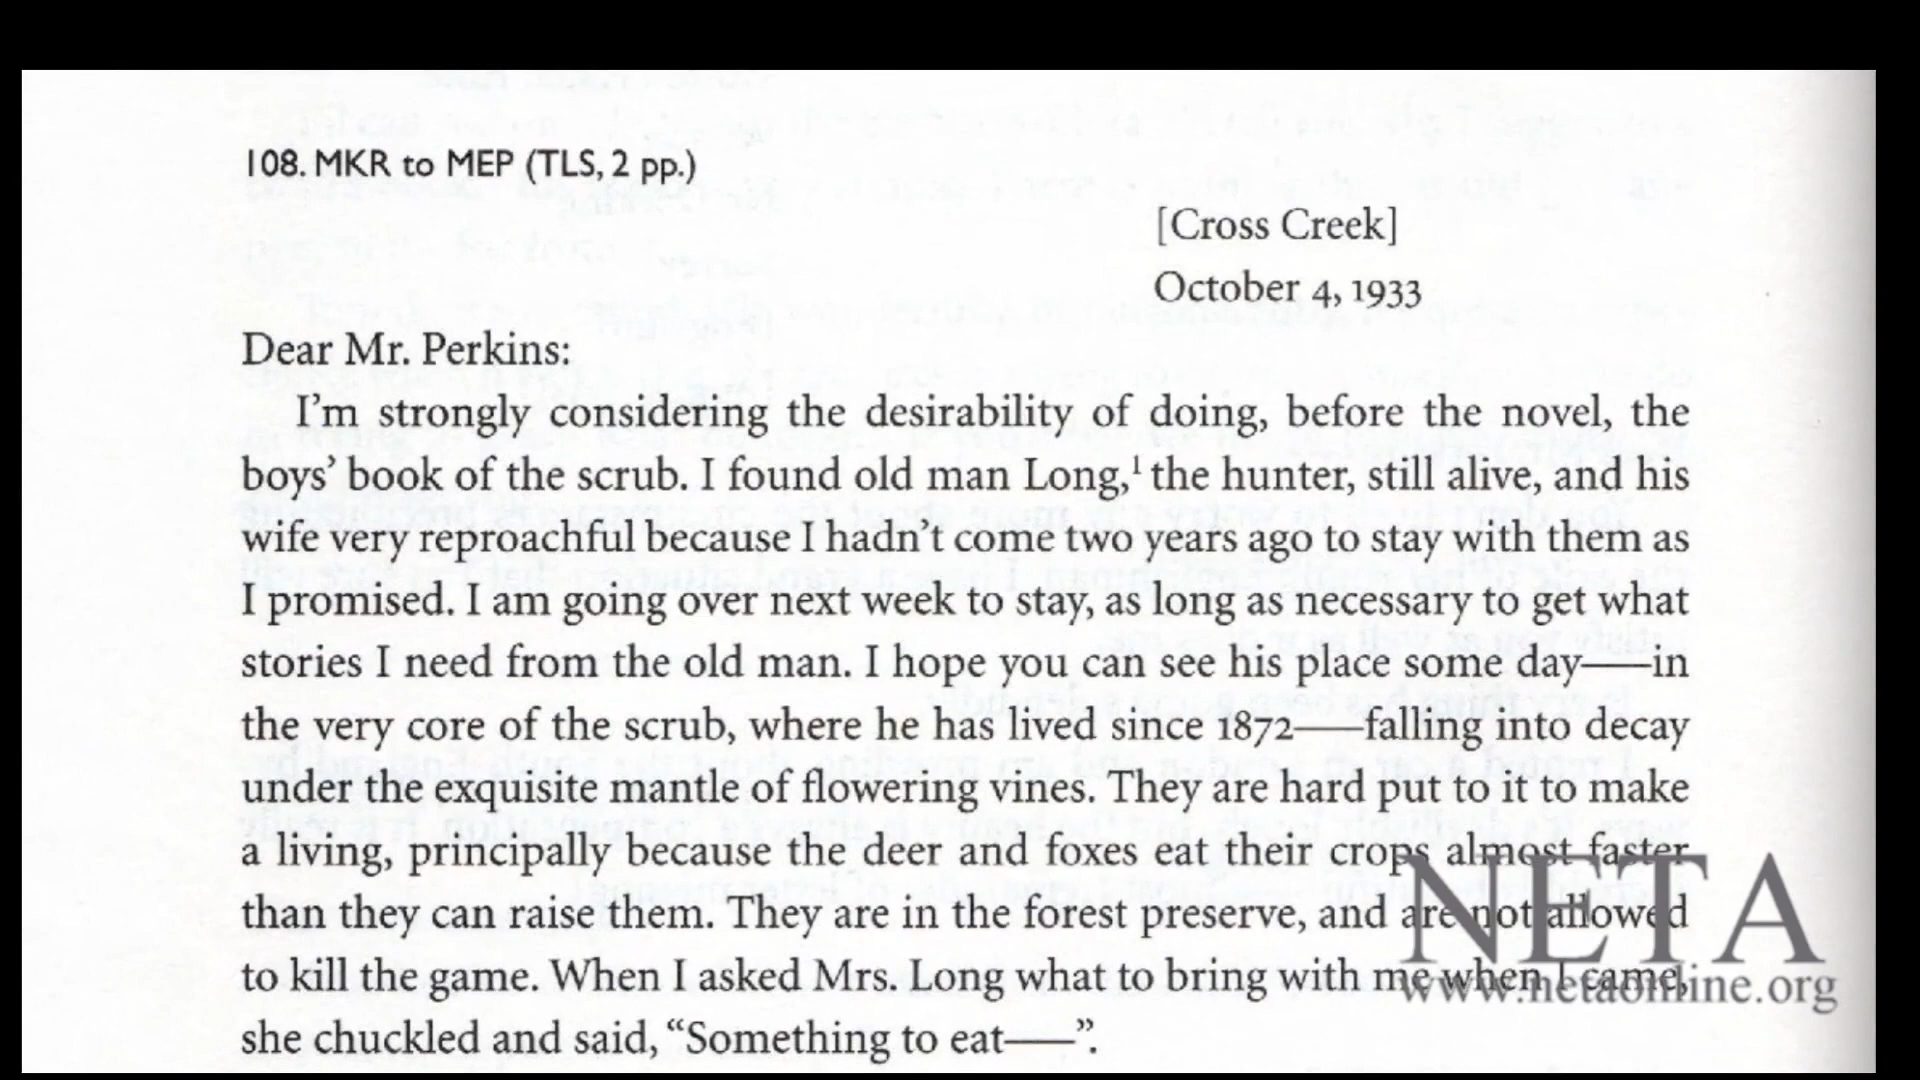 108. MKR to MEP (TLS, 2 pp.)
[Cross Creek]
October 4, 1933
Dear Mr. Perkins:
I’m strongly considering the desirability of doing, before the novel, the
boys’ book of the scrub. I found old man Long,¹ the hunter, still alive, and his
wife very reproachful because I hadn’t come two years ago to stay with them as
I promised. I am going over next week to stay, as long as necessary to get what
stories I need from the old man. I hope you can see his place some day——in
the very core of the scrub, where he has lived since 1872——falling into decay
under the exquisite mantle of flowering vines. They are hard put to it to make
a living, principally because the deer and foxes eat their crops almost faster
than they can raise them. They are in the forest preserve, and are not allowed
to kill the game. When I asked Mrs. Long what to bring with me when I came,
she chuckled and said, “Something to eat——”.
NETA
www.netaonline.org